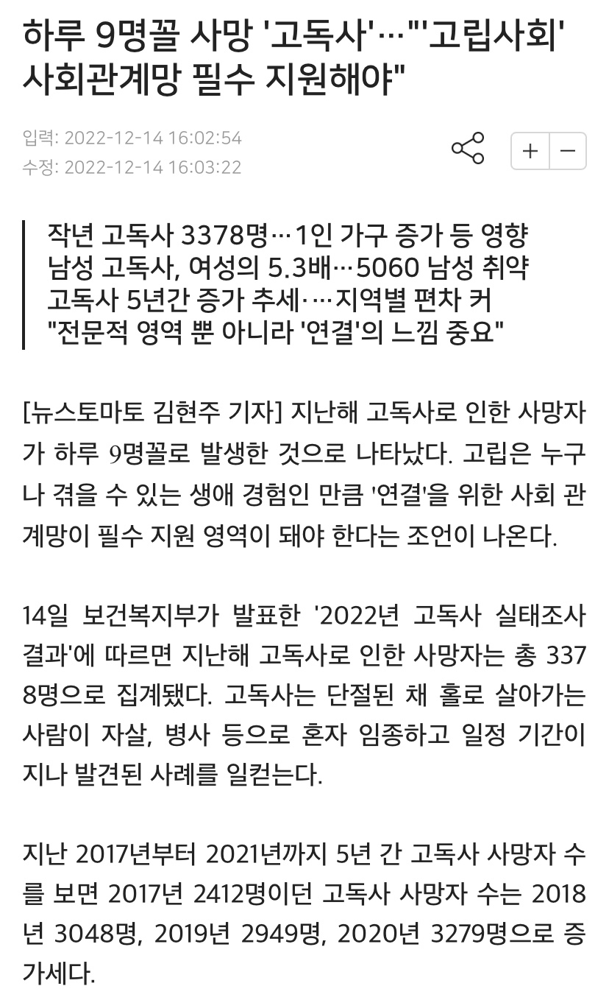 하루 9명꼴 사망 '고독사'…"'고립사회'
사회관계망 필수 지원해야"
입력: 2022-12-14 16:02:54
수정: 2022-12-14 16:03:22
+ −
작년 고독사 3378명…1인 가구 증가 등 영향
남성 고독사, 여성의 5.3배…5060 남성 취약
고독사 5년간 증가 추세·…지역별 편차 커
"전문적 영역 뿐 아니라 '연결'의 느낌 중요"
[뉴스토마토 김현주 기자] 지난해 고독사로 인한 사망자
가 하루 9명꼴로 발생한 것으로 나타났다. 고립은 누구
나 겪을 수 있는 생애 경험인 만큼 '연결'을 위한 사회 관
계망이 필수 지원 영역이 돼야 한다는 조언이 나온다.
14일 보건복지부가 발표한 '2022년 고독사 실태조사
결과'에 따르면 지난해 고독사로 인한 사망자는 총 337
8명으로 집계됐다. 고독사는 단절된 채 홀로 살아가는
사람이 자살, 병사 등으로 혼자 임종하고 일정 기간이
지나 발견된 사례를 일컫는다.
지난 2017년부터 2021년까지 5년 간 고독사 사망자 수
를 보면 2017년 2412명이던 고독사 사망자 수는 2018
년 3048명, 2019년 2949명, 2020년 3279명으로 증
가세다.